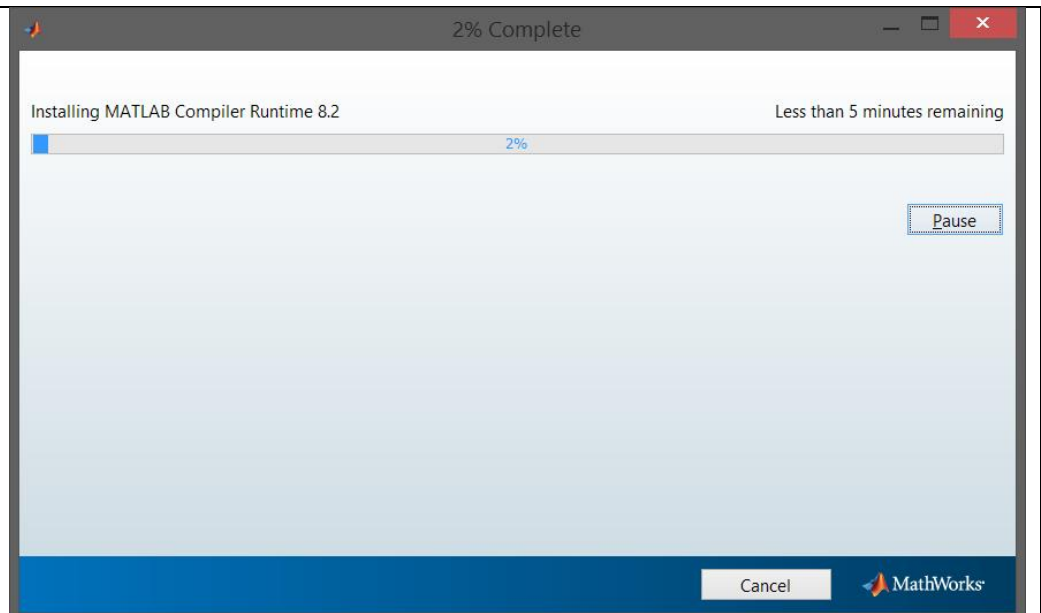 2% Complete
Installing MATLAB Compiler Runtime 8.2 Less than 5 minutes remaining
2%
Pause
Cancel MathWorks